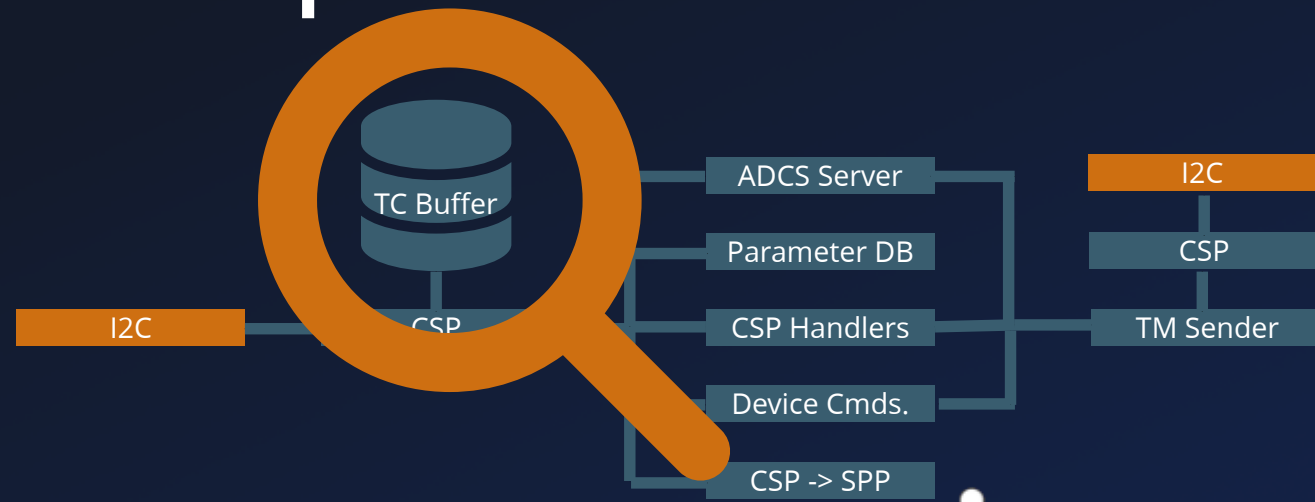 TC Buffer
I2C
CSP
ADCS Server
Parameter DB
CSP Handlers
Device Cmds.
CSP -> SPP
I2C
CSP
TM Sender